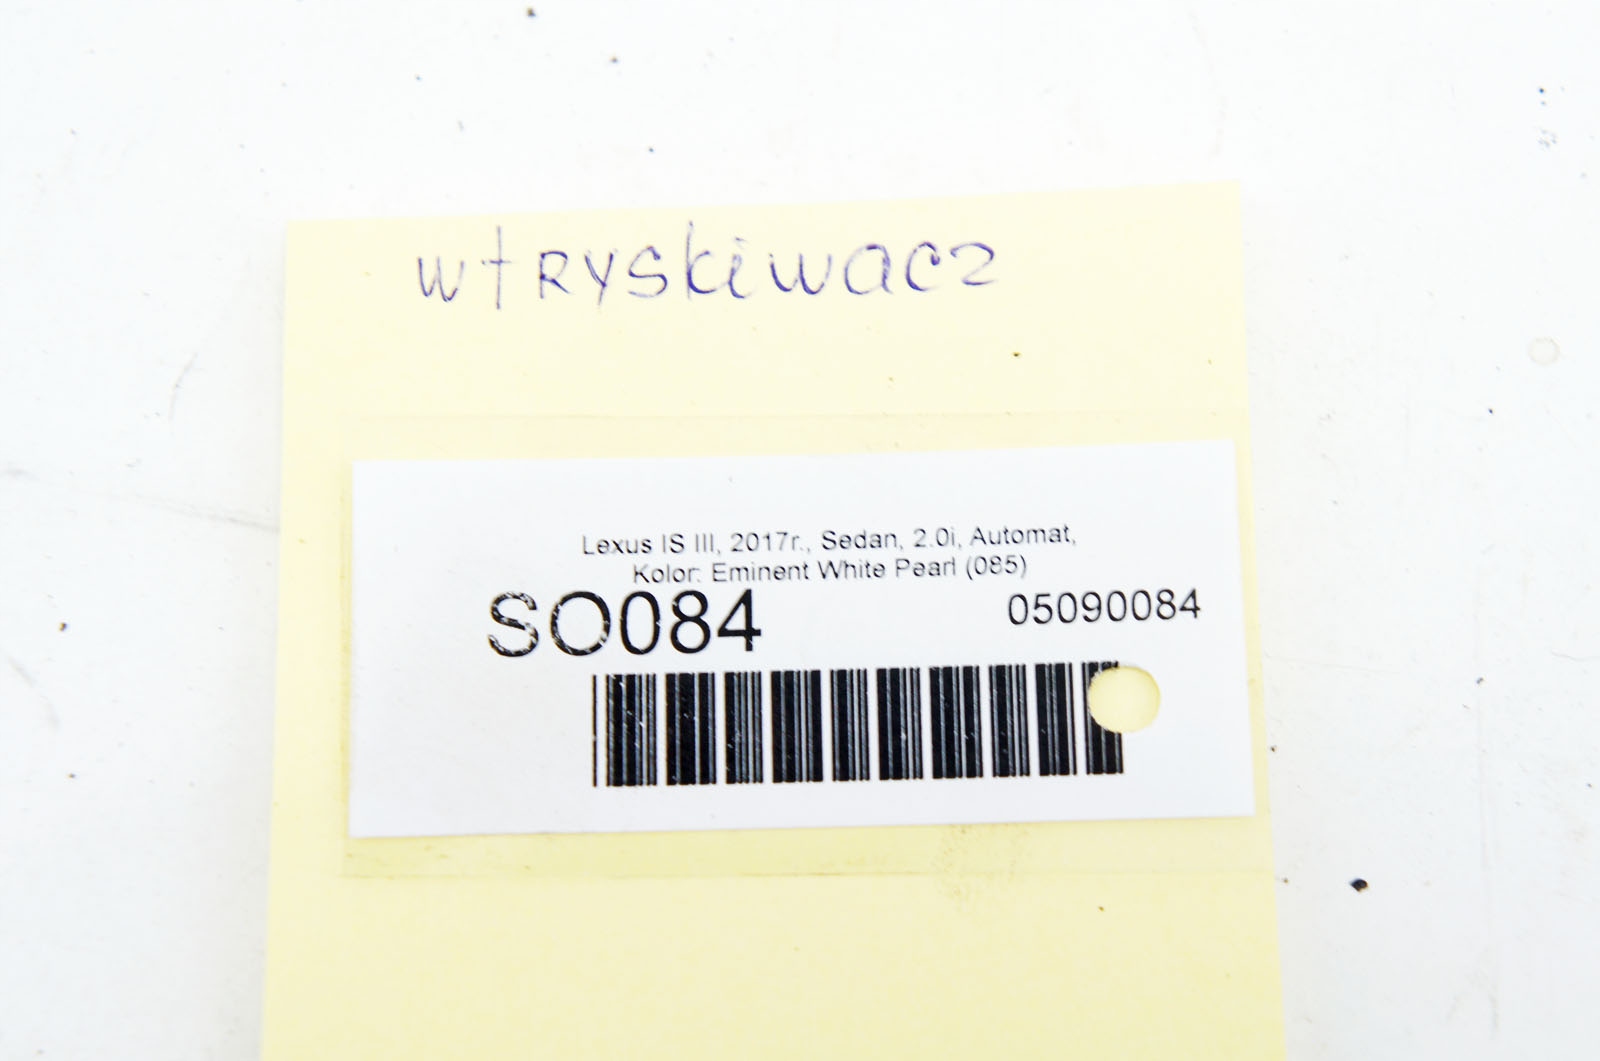 wtRyskiwacz
Lexus IS III, 2017r., Sedan, 2.0i, Automat,
Kolor: Eminent White Pearl (085)
SO084
05090084